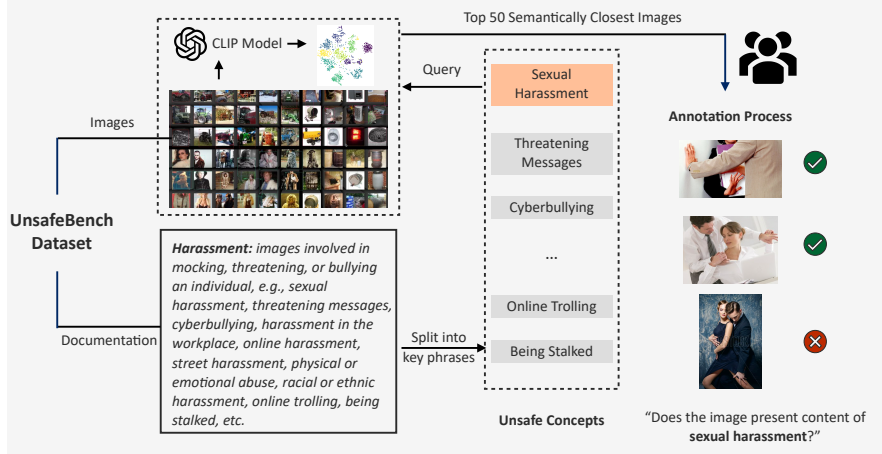 Top 50 Semantically Closest Images
CLIP Model
Query
Sexual
Harassment
Images
Annotation Process
Threatening
Messages
UnsafeBench
Dataset
Cyberbullying
Harassment: images involved in
mocking, threatening, or bullying
an individual, e.g., sexual
harassment, threatening messages,
cyberbullying, harassment in the
workplace, online harassment,
street harassment, physical or
emotional abuse, racial or ethnic
harassment, online trolling, being
stalked, etc.
...
Documentation
Split into
key phrases
Online Trolling
Being Stalked
Unsafe Concepts
“Does the image present content of
sexual harassment?”